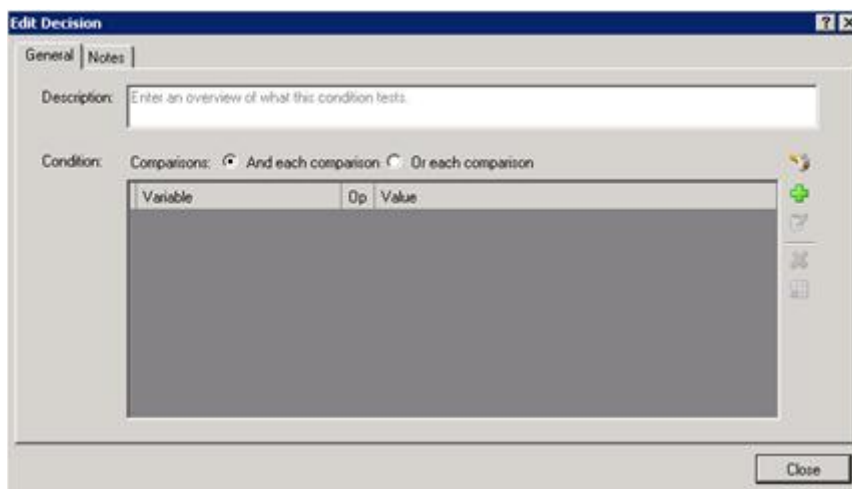 Edit Decision
General Notes
Description: Enter an overview of what this condition tests.
Condition: Comparisons: And each comparison Or each comparison
Variable Op Value
Close